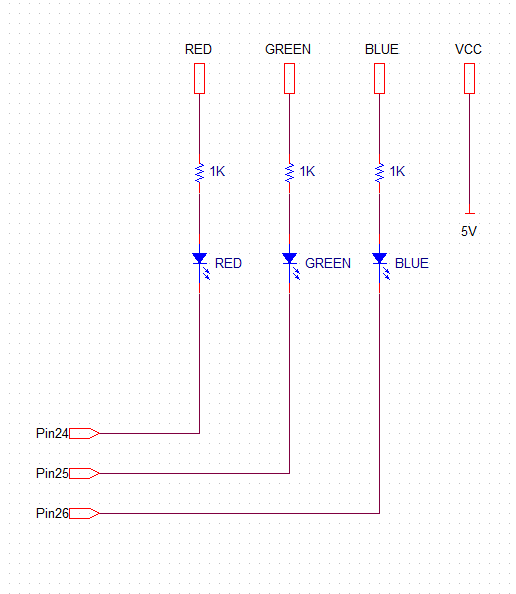 RED GREEN BLUE VCC
1K 1K 1K
5V
RED GREEN BLUE
Pin24
Pin25
Pin26